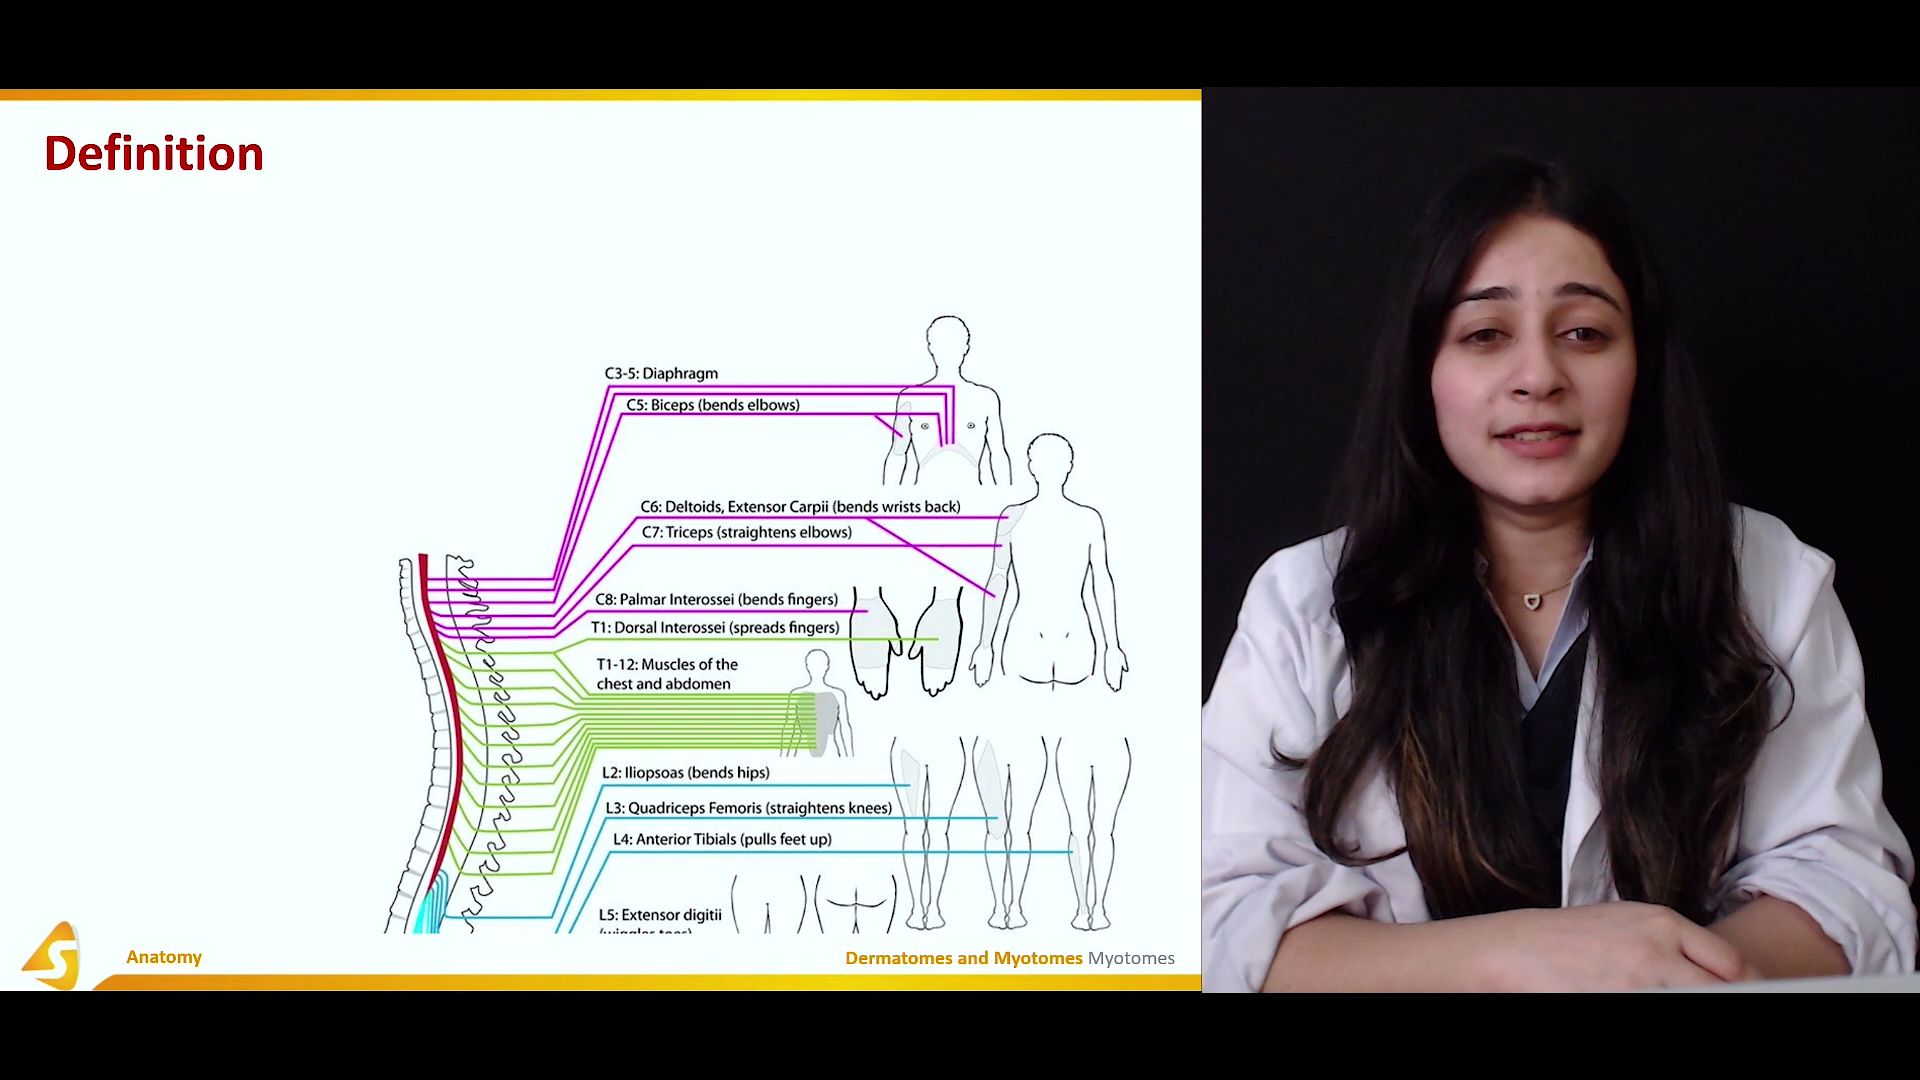 Definition
C3-5: Diaphragm
C5: Biceps (bends elbows)
C6: Deltoids, Extensor Carpii (bends wrists back)
C7: Triceps (straightens elbows)
C8: Palmar Interossei (bends fingers)
T1: Dorsal Interossei (spreads fingers)
T1-12: Muscles of the
chest and abdomen
L2: Iliopsoas (bends hips)
L3: Quadriceps Femoris (straightens knees)
L4: Anterior Tibials (pulls feet up)
L5: Extensor digitii
(wiggles toes)
S
Anatomy
Dermatomes and Myotomes Myotomes